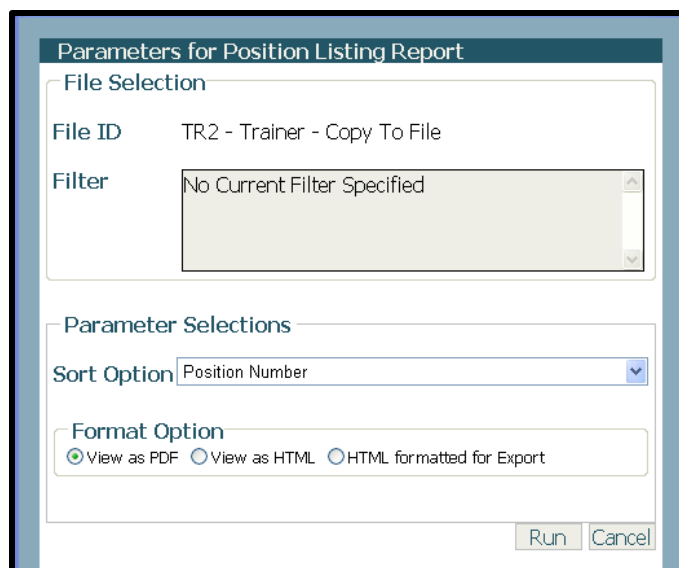 Parameters for Position Listing Report
File Selection
File ID TR2 - Trainer - Copy To File
Filter No Current Filter Specified
Parameter Selections
Sort Option Position Number
Format Option
View as PDF View as HTML HTML formatted for Export
Run Cancel